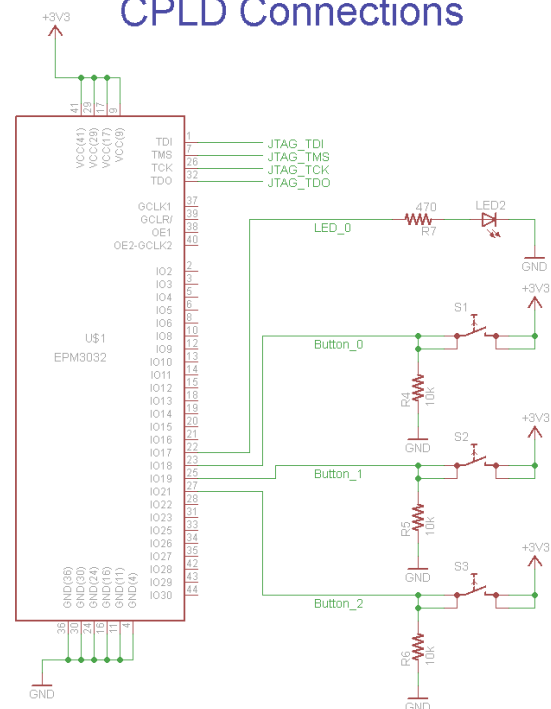 CPLD Connections
+3V3
41 29 17 9
VCC(41) VCC(29) VCC(17) VCC(9)
TDI 1 JTAG_TDI
TMS 7 JTAG_TMS
TCK 26 JTAG_TCK
TDO 32 JTAG_TDO
GCLK1 37
GCLR/ 39
OE1 38
OE2-GCLK2 40
470
R7
LED2
LED_0
GND
IO2 2
IO3 3
IO4 5
IO5 6
IO6 8
IO8 10
IO9 12
IO10 13
IO11 14
IO12 15
IO13 18
IO14 19
IO15 20
IO16 21
IO17 22
IO18 23
IO19 25
IO21 27
IO22 28
IO23 31
IO25 33
IO26 34
IO27 35
IO28 42
IO29 43
IO30 44
U$1
EPM3032
+3V3
S1
Button_0
R4
10k
GND
+3V3
S2
Button_1
R5
10k
GND
+3V3
S3
Button_2
R6
10k
GND
GND(36) GND(30) GND(24) GND(16) GND(11) GND(4)
36 30 24 16 11 4
GND